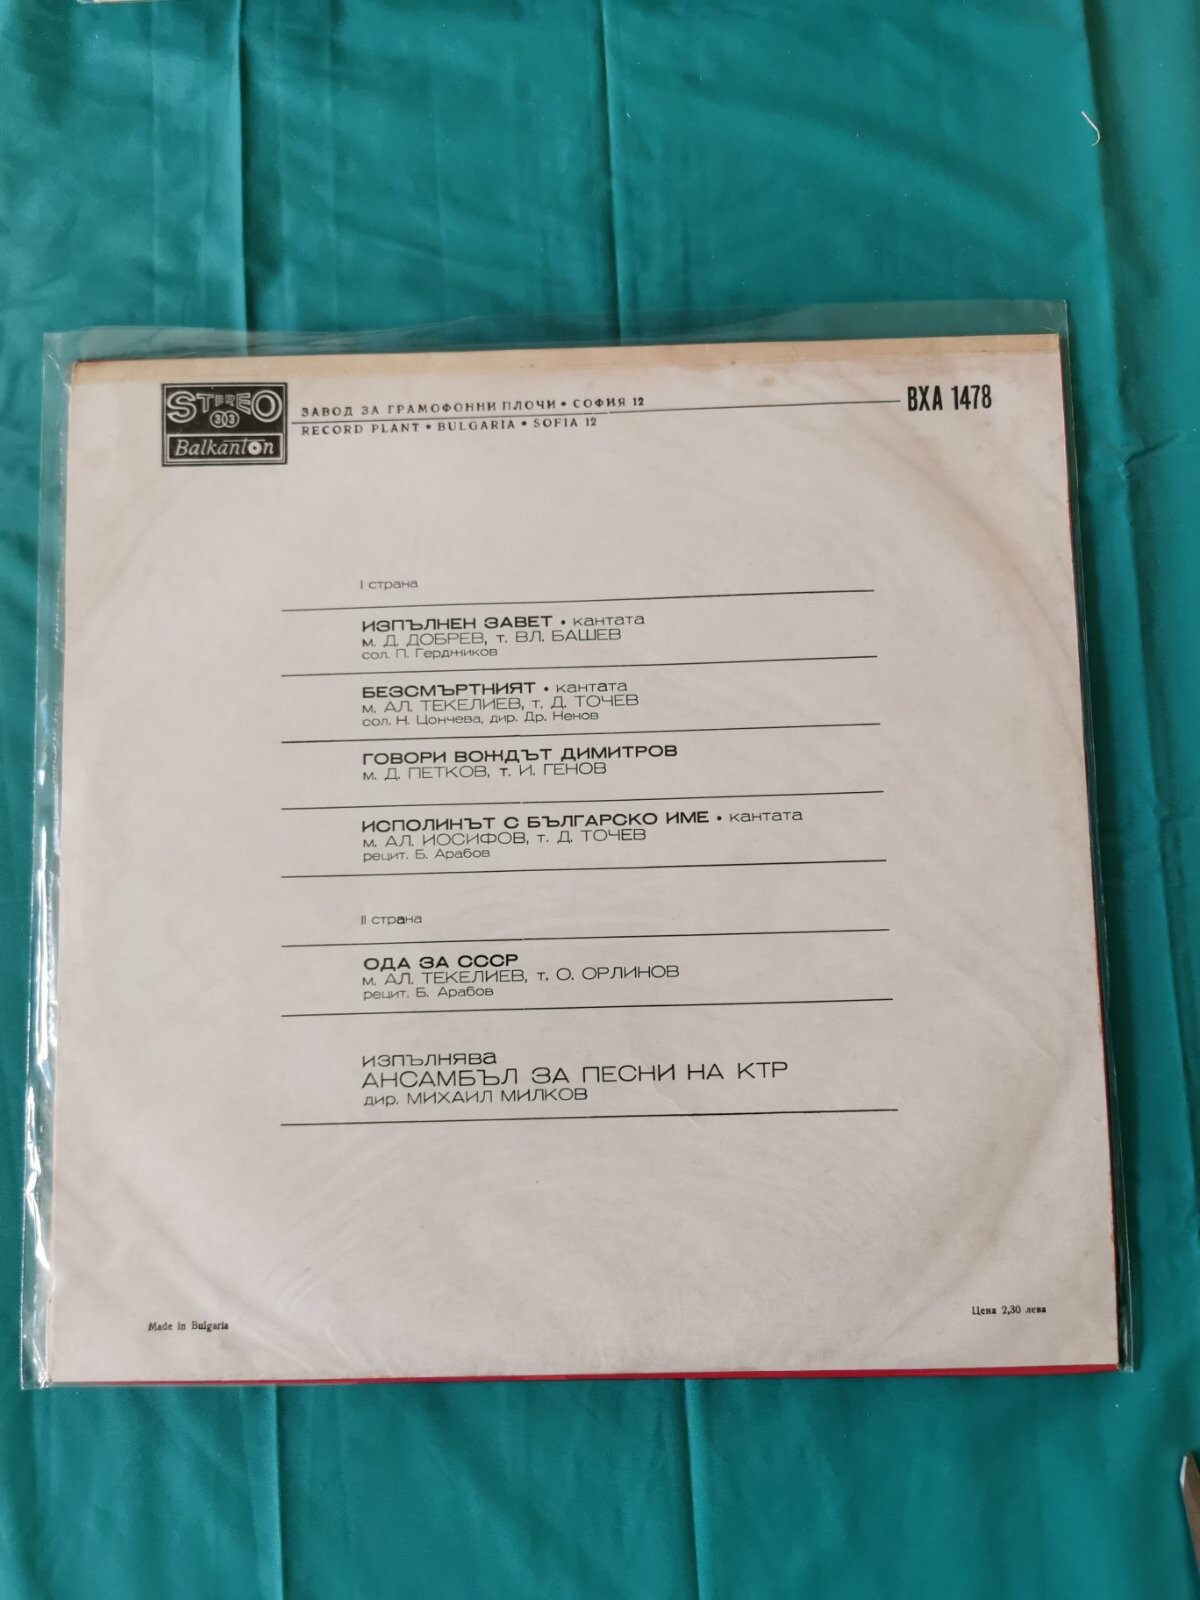 STEREO
33
Balkanton
ЗАВОД ЗА ГРАМОФОННИ ПЛОЧИ • СОФИЯ 12
RECORD PLANT • BULGARIA • SOFIA 12
ВХА 1478
I страна
ИЗПЪЛНЕН ЗАВЕТ • кантата
м. Д. ДОБРЕВ, т. ВЛ. БАШЕВ
сол. П. Герджиков
БЕЗСМЪРТНИЯТ • кантата
м. АЛ. ТЕКЕЛИЕВ, т. Д. ТОЧЕВ
сол. Н. Цончева, дир. Др. Ненов
ГОВОРИ ВОЖДЪТ ДИМИТРОВ
м. Д. ПЕТКОВ, т. И. ГЕНОВ
ИСПОЛИНЪТ С БЪЛГАРСКО ИМЕ • кантата
м. АЛ. ИОСИФОВ, т. Д. ТОЧЕВ
рецит. Б. Арабов
II страна
ОДА ЗА СССР
м. АЛ. ТЕКЕЛИЕВ, т. О. ОРЛИНОВ
рецит. Б. Арабов
ИЗПЪЛНЯВА
АНСАМБЪЛ ЗА ПЕСНИ НА КТР
дир. МИХАИЛ МИЛКОВ
Made in Bulgaria
Цена 2,30 лева